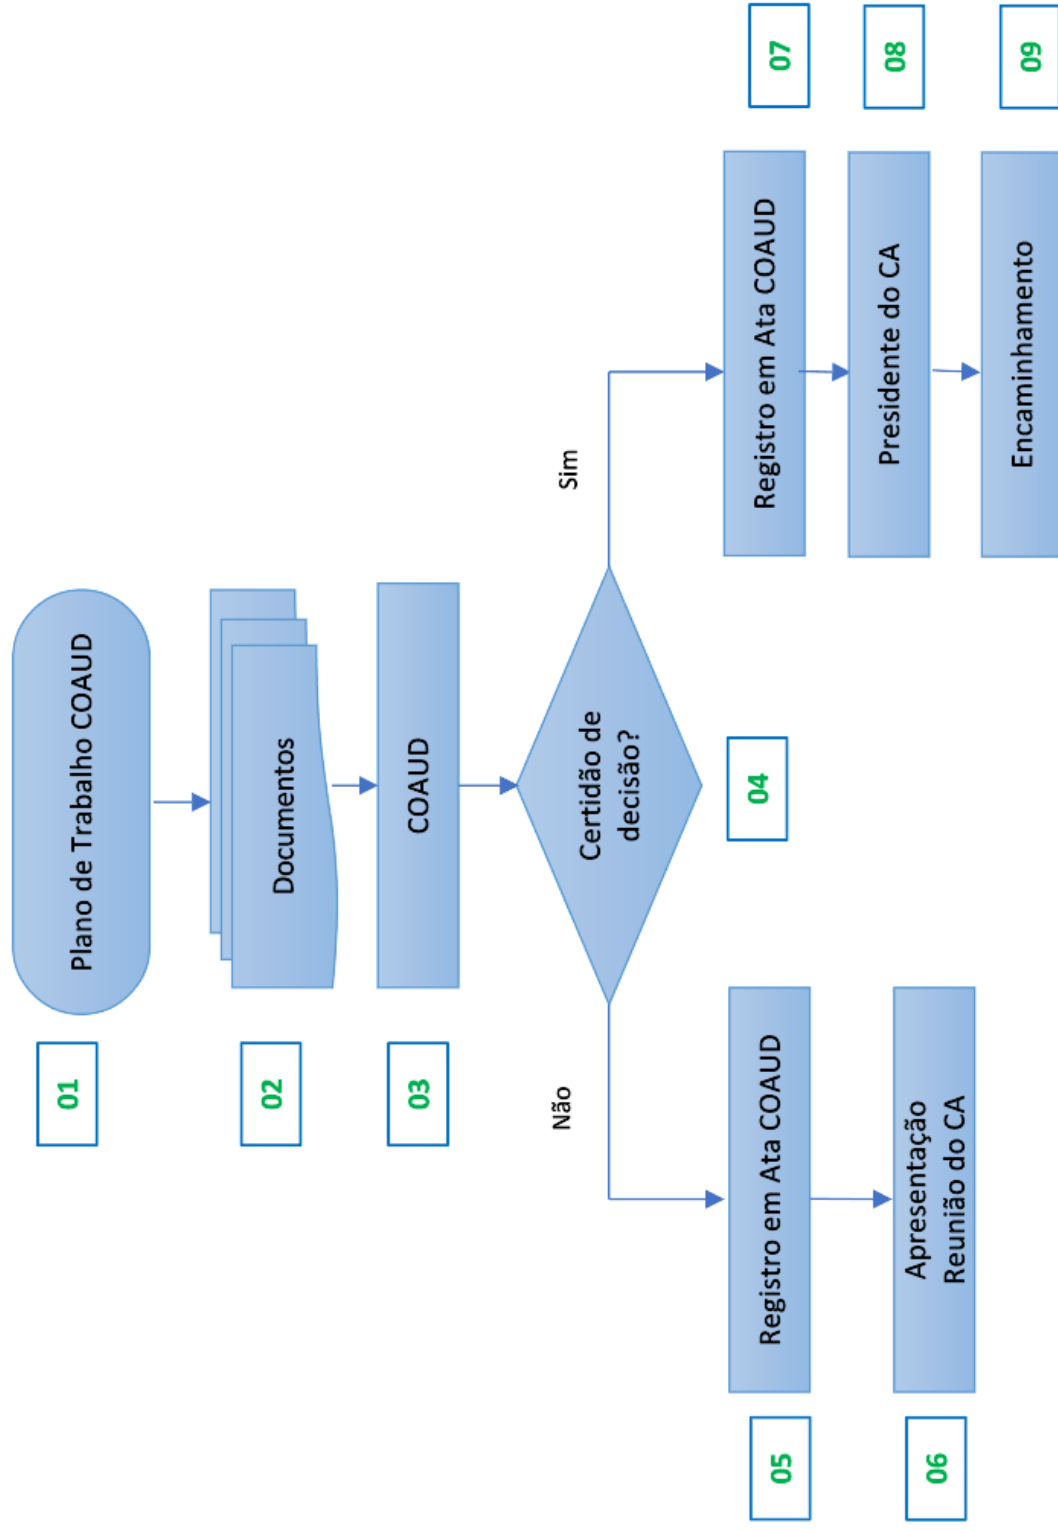 01
Plano de Trabalho COAUD
02
Documentos
03
COAUD
Certidão de
decisão?
04
Não
Sim
05
Registro em Ata COAUD
06
Apresentação
Reunião do CA
Registro em Ata COAUD
07
Presidente do CA
08
Encaminhamento
09